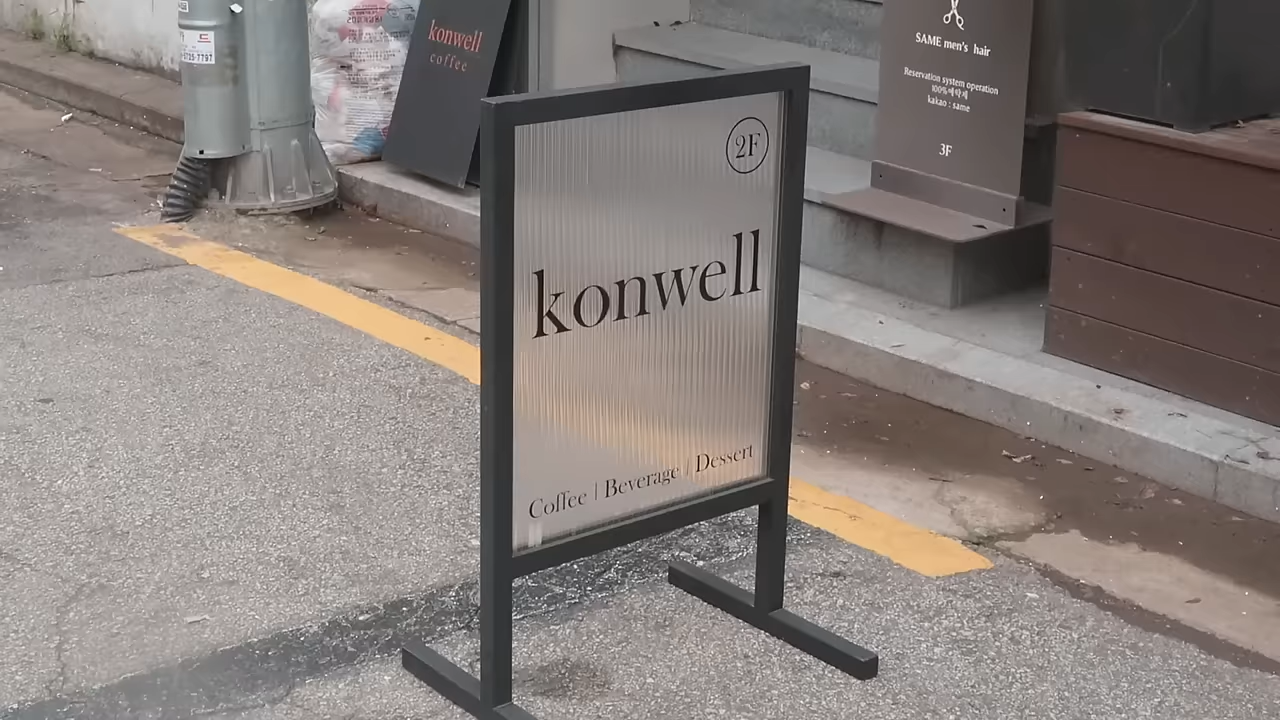 konwell
coffee
SAME men's hair
Reservation system operation
100% 예약제
kakao : same
3F
2F
konwell
Coffee | Beverage | Dessert